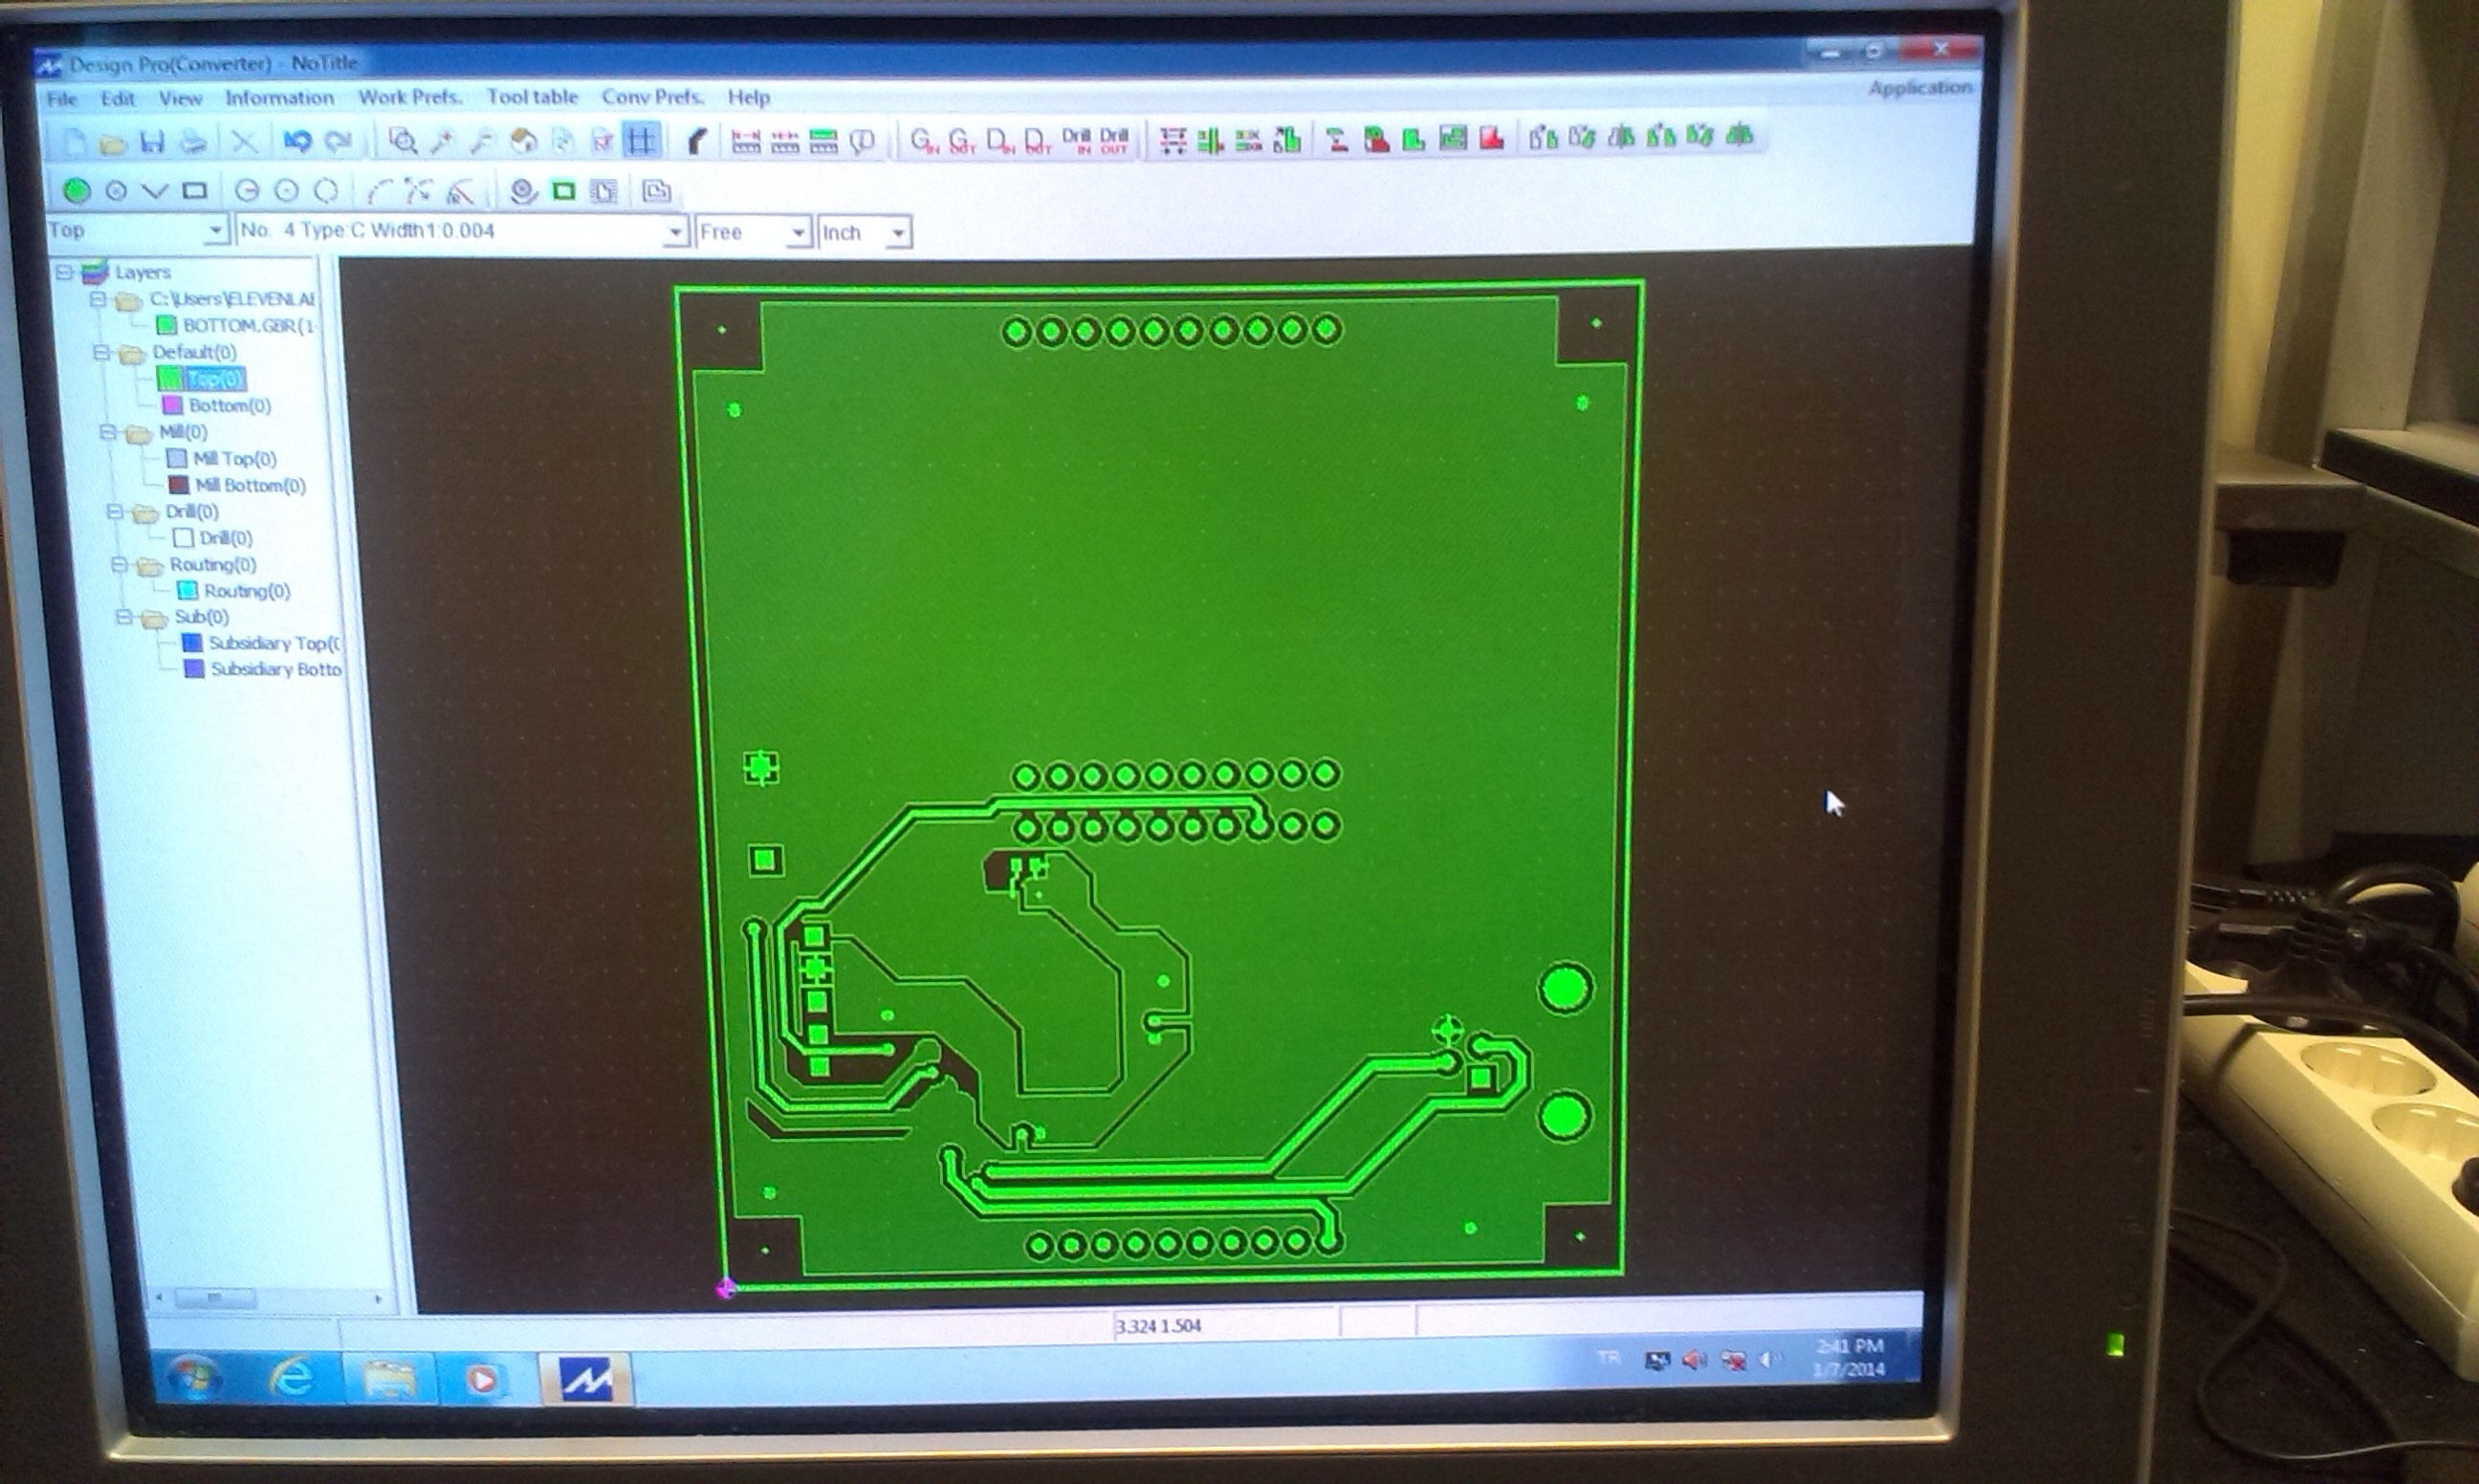 Design Pro(Converter) - NoTitle
File Edit View Information Work Prefs. Tool table Conv Prefs. Help
Application
G IN G OUT D IN D OUT Drill IN Drill OUT
Top No. 4 Type:C Width1:0.004 Free Inch
Layers
C:\Users\ELEVENLAB
BOTTOM.GBR(1
Default(0)
Top(0)
Bottom(0)
Mill(0)
Mill Top(0)
Mill Bottom(0)
Drill(0)
Drill(0)
Routing(0)
Routing(0)
Sub(0)
Subsidiary Top(
Subsidiary Botto
3.324 1.504
TR
2:41 PM
1/7/2014